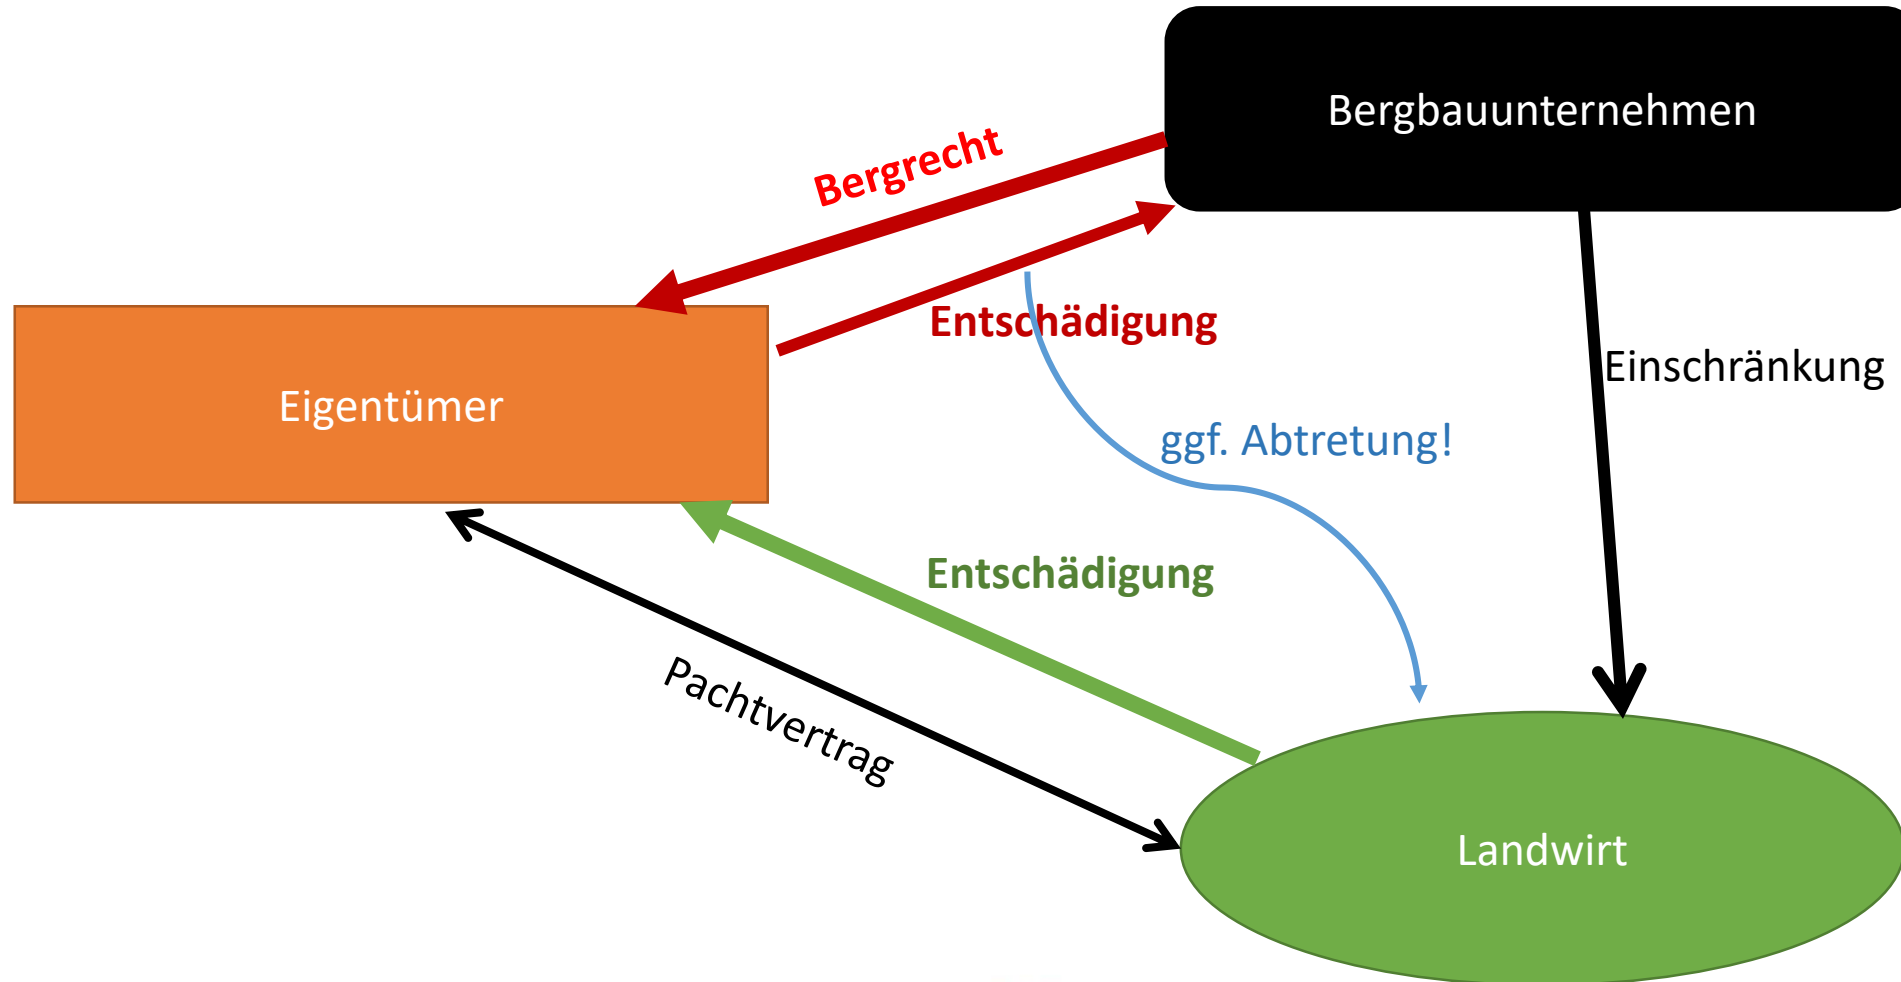 Bergbauunternehmen
Bergrecht
Entschädigung
Einschränkung
Eigentümer
ggf. Abtretung!
Entschädigung
Pachtvertrag
Landwirt